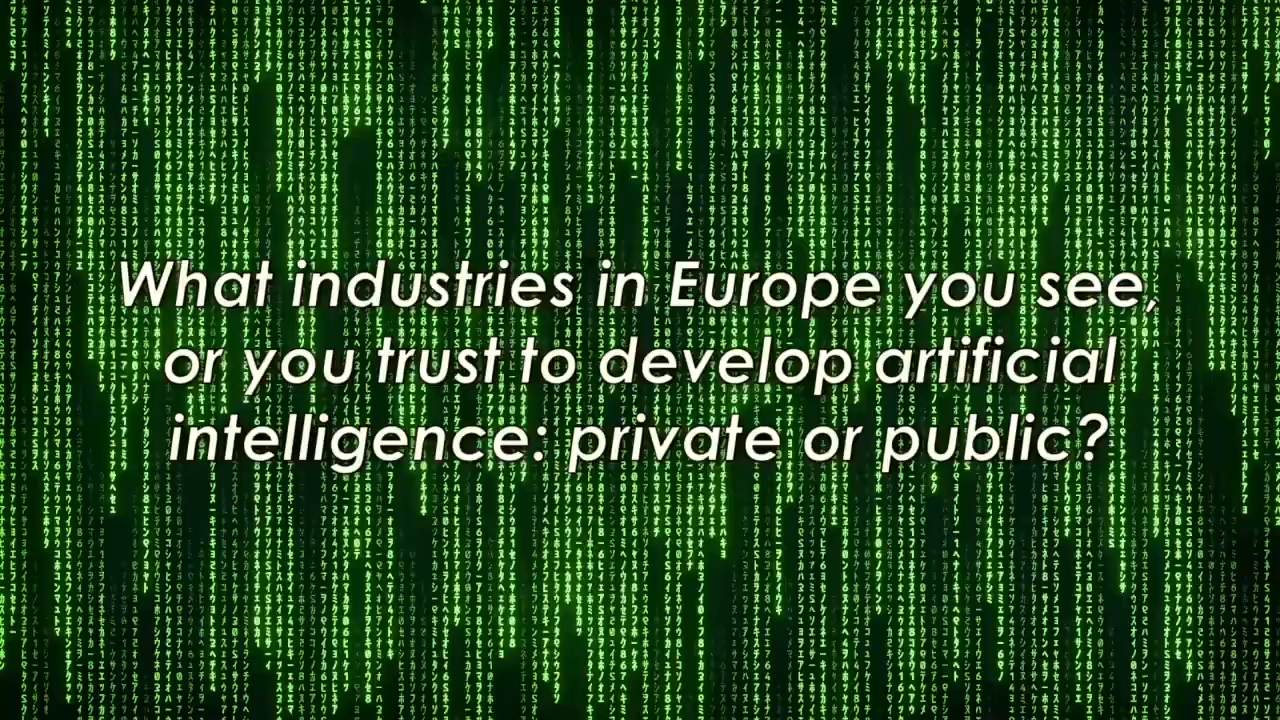 What industries in Europe you see,
or you trust to develop artificial
intelligence: private or public?